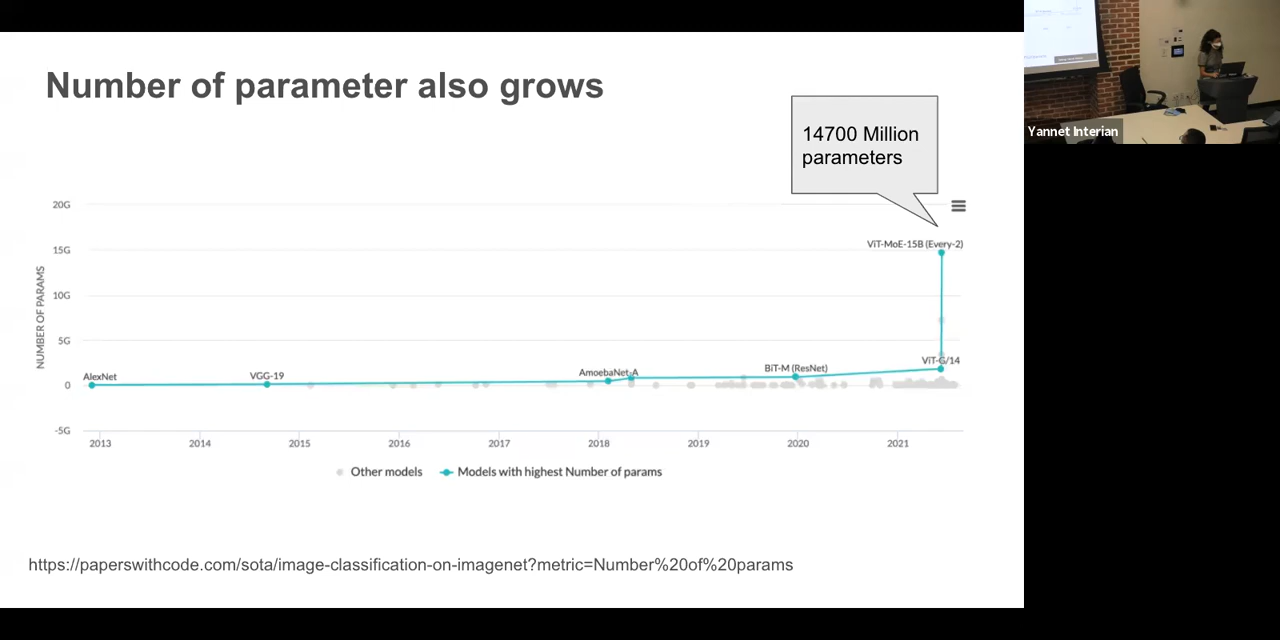 Number of parameter also grows
14700 Million
parameters
20G
ViT-MoE-15B (Every-2)
15G
10G
NUMBER OF PARAMS
5G
ViT-G/14
BiT-M (ResNet)
AmoebaNet-A
VGG-19
AlexNet
0
-5G
2013 2014 2015 2016 2017 2018 2019 2020 2021
Other models Models with highest Number of params
https://paperswithcode.com/sota/image-classification-on-imagenet?metric=Number%20of%20params
Yannet Interian